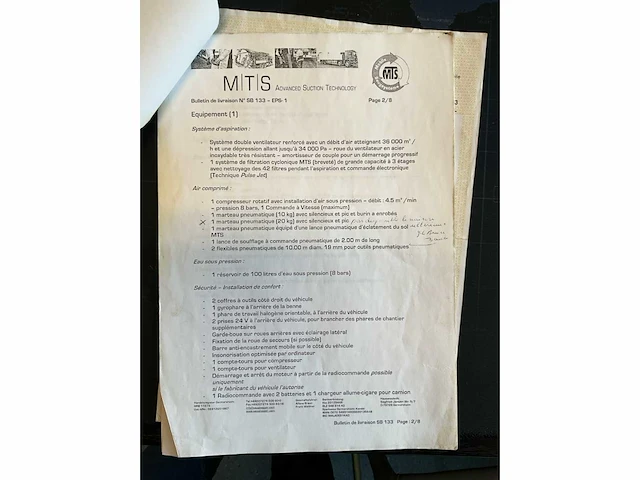 M|T|S ADVANCED SUCTION TECHNOLOGY
MTS
Bulletin de livraison N° SB 133 – EPS-1 Page 2/8
Equipement (1)
Système d'aspiration :
- Système double ventilateur renforcé avec un débit d'air atteignant 36 000 m³ /
h et une dépression allant jusqu'à 34 000 Pa – roue du ventilateur en acier
inoxydable très résistant – amortisseur de couple pour un démarrage progressif
- 1 système de filtration cyclonique MTS (breveté) de grande capacité à 3 étages
avec nettoyage des 42 filtres pendant l'aspiration et commande électronique
(Technique Pulse Jet)
Air comprimé :
- 1 compresseur rotatif avec installation d'air sous pression – débit : 4.5 m³ /min
– pression 8 bars, 1 Commande à Vitesse (maximum)
- 1 marteau pneumatique (10 kg) avec silencieux et pic et burin a enrobés
X 1 marteau pneumatique (20 kg) avec silencieux et pic
- 1 marteau pneumatique équipé d'une lance pneumatique d'éclatement du sol
MTS
- 1 lance de soufflage à commande pneumatique de 2.00 m de long
- 2 flexibles pneumatiques de 10.00 m diam. 19 mm pour outils pneumatiques
Eau sous pression :
- 1 réservoir de 100 litres d'eau sous pression (8 bars)
Sécurité – Installation de confort :
- 2 coffres à outils côté droit du véhicule
- 1 gyrophare à l'arrière de la benne
- 1 phare de travail halogène orientable, à l'arrière du véhicule
- 2 prises 24 V à l'arrière du véhicule, pour brancher des phares de chantier
supplémentaires
- Garde-boue sur roues arrières avec éclairage latéral
- Fixation de la roue de secours (si possible)
- Barre anti-encastrement mobile sur le côté du véhicule
- Insonorisation optimisée par ordinateur
- 1 compte-tours pour compresseur
- 1 compte-tours pour ventilateur
- Démarrage et arrêt du moteur à partir de la radiocommande possible
uniquement
si le fabricant du véhicule l'autorise
- 1 Radiocommande avec 2 batteries et 1 chargeur allume-cigare pour camion
Bulletin de livraison SB 133 Page : 2/8